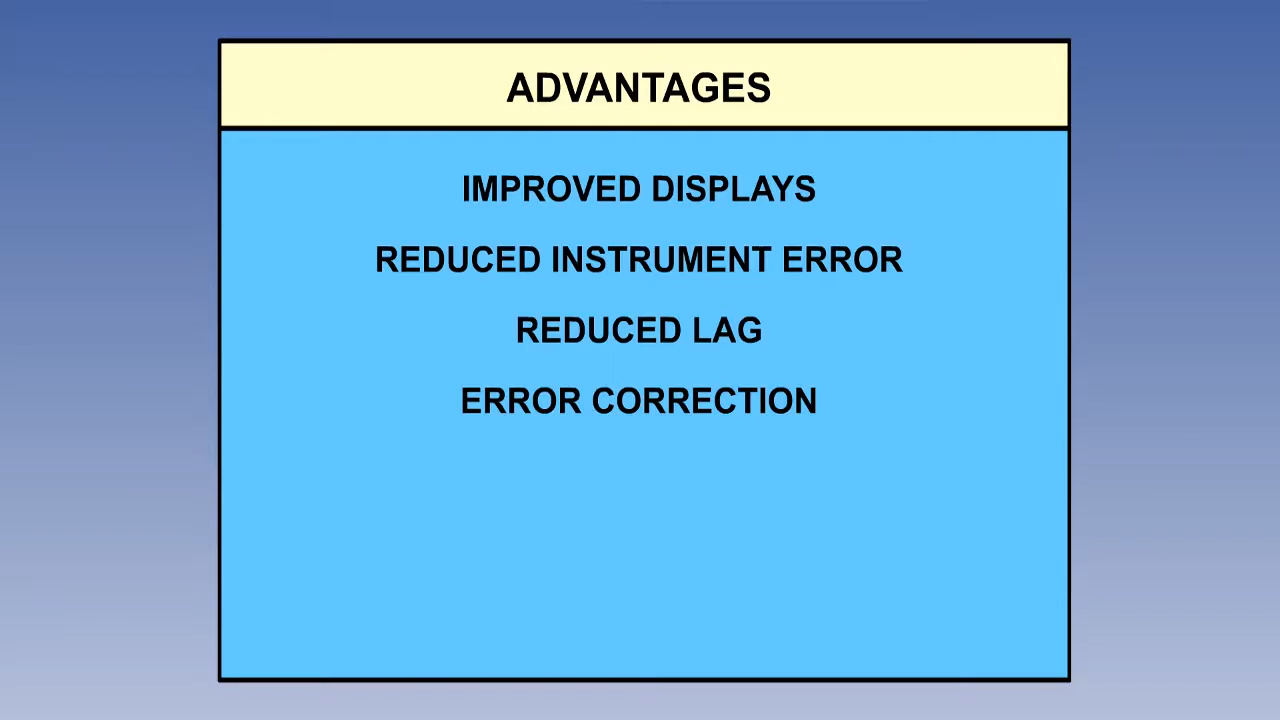 ADVANTAGES
IMPROVED DISPLAYS
REDUCED INSTRUMENT ERROR
REDUCED LAG
ERROR CORRECTION